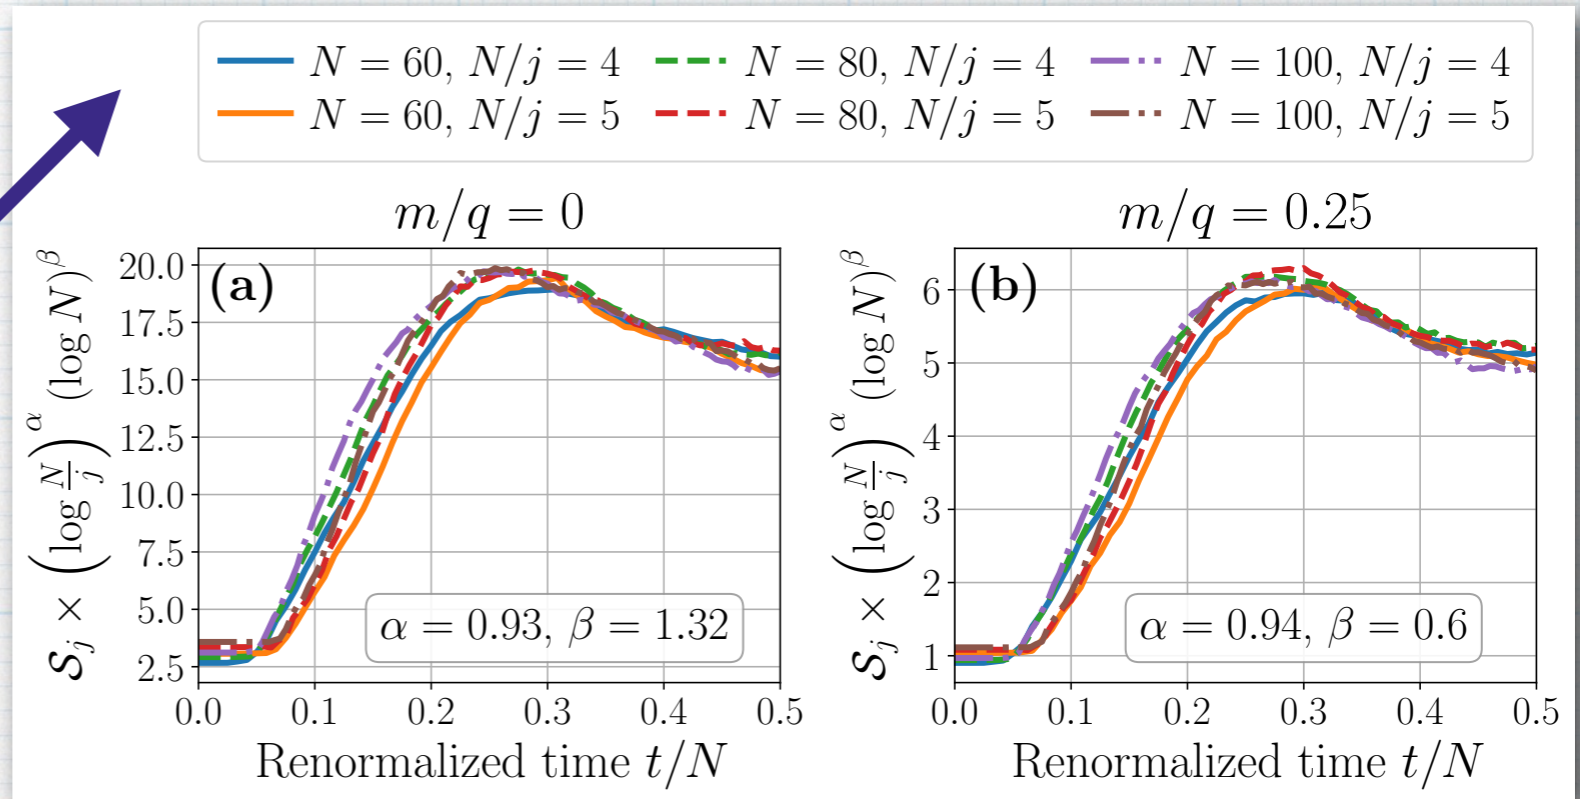 N = 60, N/j = 4 N = 80, N/j = 4 N = 100, N/j = 4
N = 60, N/j = 5 N = 80, N/j = 5 N = 100, N/j = 5
m/q = 0
(a)
20.0
17.5
15.0
12.5
10.0
7.5
5.0
2.5
0.0 0.1 0.2 0.3 0.4 0.5
𝒮_j × (log N/j)^α (log N)^β
α = 0.93, β = 1.32
Renormalized time t/N
m/q = 0.25
(b)
6
5
4
3
2
1
0.0 0.1 0.2 0.3 0.4 0.5
𝒮_j × (log N/j)^α (log N)^β
α = 0.94, β = 0.6
Renormalized time t/N